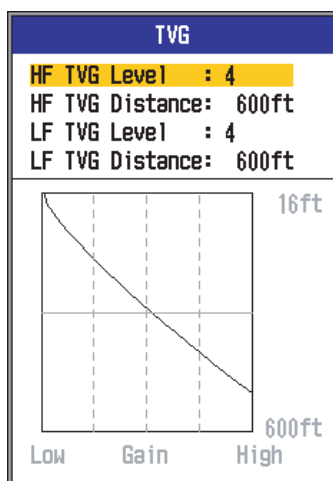 TVG
HF TVG Level : 4
HF TVG Distance: 600ft
LF TVG Level : 4
LF TVG Distance: 600ft
16ft
600ft
Low Gain High